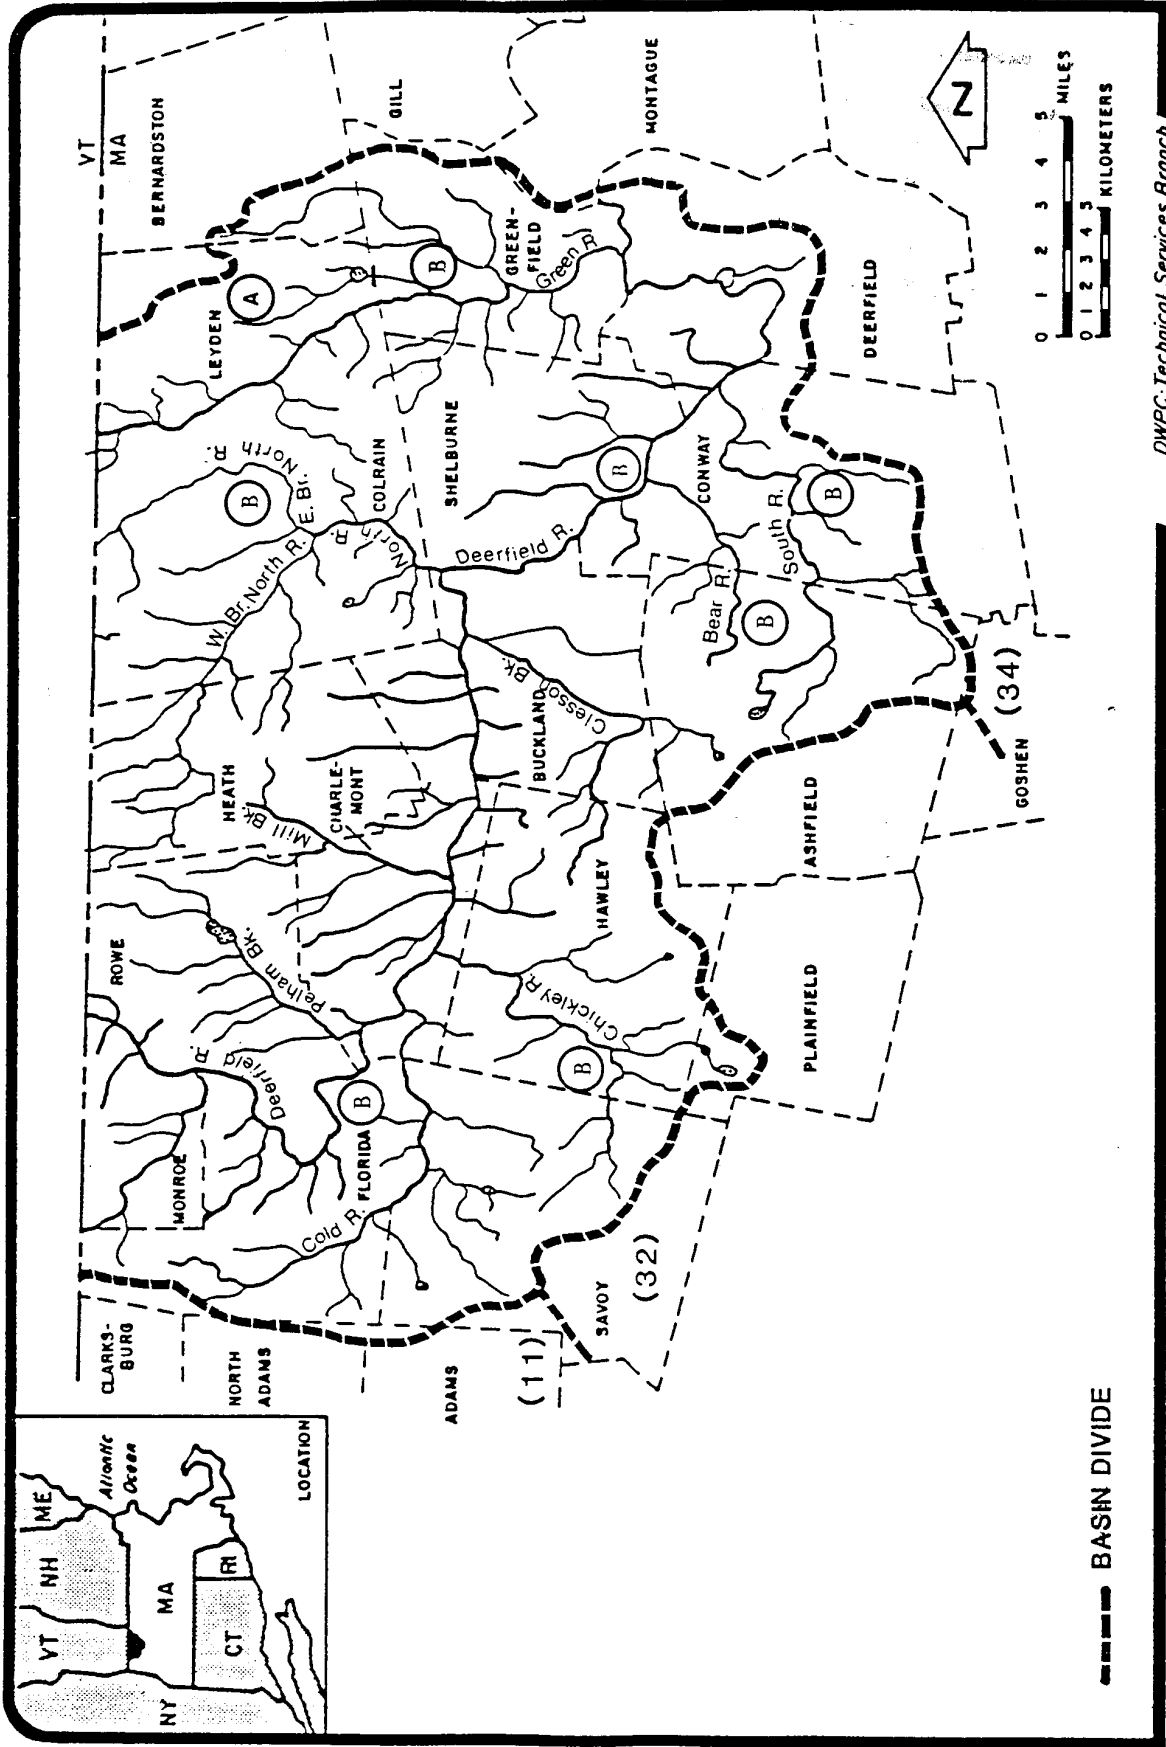 NY
VT
NH
ME
Atlantic
Ocean
MA
CT
RI
LOCATION
CLARKS-
BURG
NORTH
ADAMS
ADAMS
(11)
SAVOY
(32)
MONROE
FLORIDA
Cold R.
Deerfield R.
B
ROWE
Pelham Bk.
Chickley R.
B
HAWLEY
PLAINFIELD
HEATH
Mill Bk.
CHARLE-
MONT
BUCKLAND
Clesson Bk.
ASHFIELD
GOSHEN
(34)
W. Br. North R.
E. Br. North R.
B
North R.
COLRAIN
SHELBURNE
Deerfield R.
B
CONWAY
Bear R.
B
South R.
B
LEYDEN
A
B
GREEN-
FIELD
Green R.
DEERFIELD
VT
MA
BERNARDSTON
GILL
MONTAGUE
N
0 1 2 3 4 5 MILES
0 1 2 3 4 5 KILOMETERS
BASIN DIVIDE
DWPC: Technical Services Branch